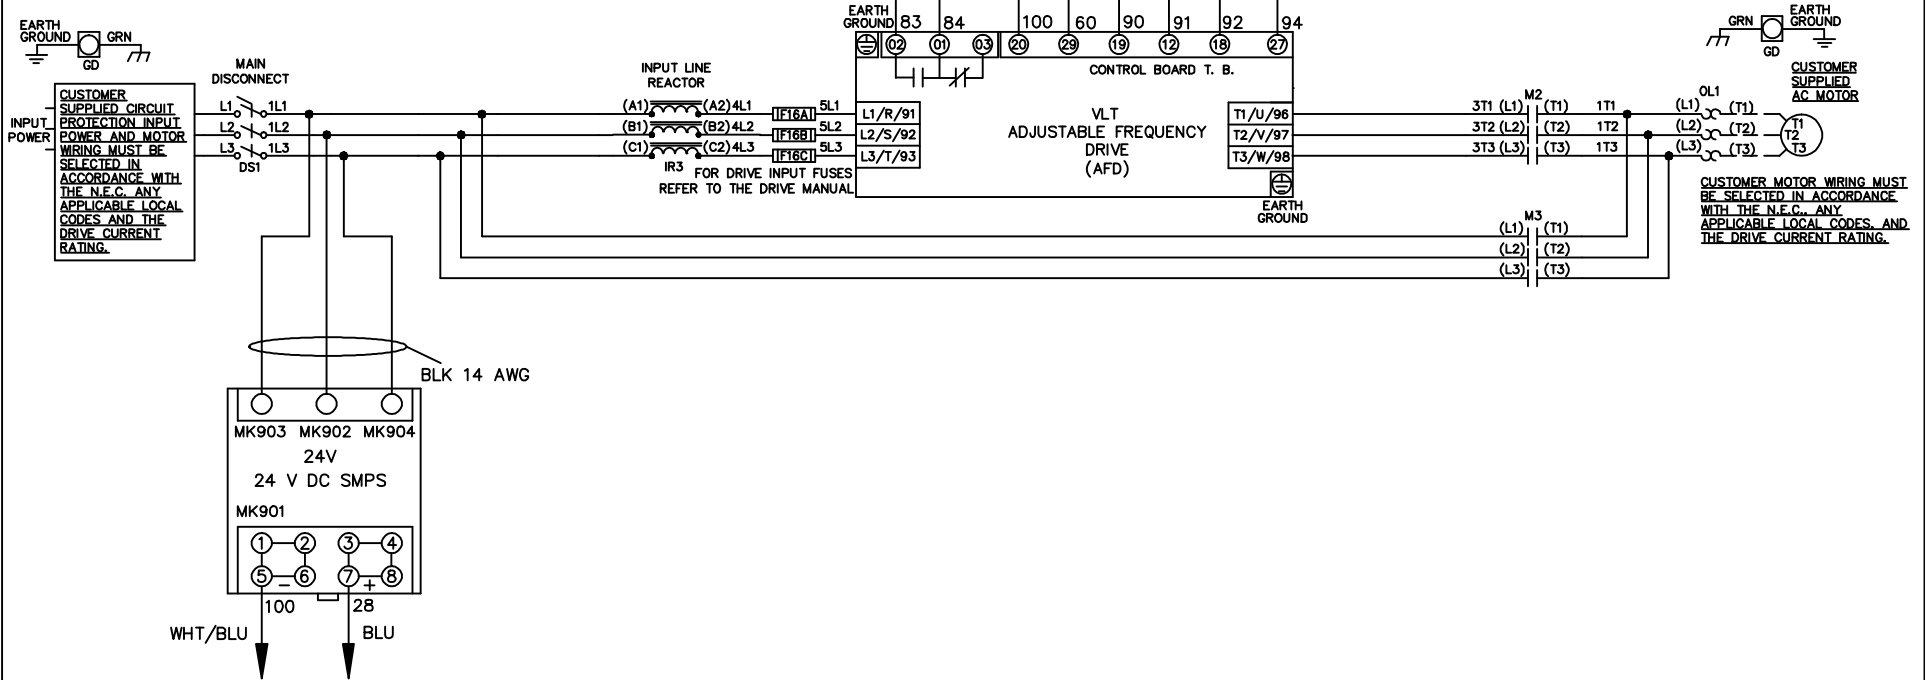 EARTH
GROUND
GRN
GD
INPUT
POWER
CUSTOMER
SUPPLIED CIRCUIT
PROTECTION INPUT
POWER AND MOTOR
WIRING MUST BE
SELECTED IN
ACCORDANCE WITH
THE N.E.C. ANY
APPLICABLE LOCAL
CODES AND THE
DRIVE CURRENT
RATING.
MAIN
DISCONNECT
L1 1L1
L2 1L2
L3 1L3
DS1
INPUT LINE
REACTOR
(A1) (A2) 4L1 F16A 5L1
(B1) (B2) 4L2 F16B 5L2
(C1) (C2) 4L3 F16C 5L3
IR3
FOR DRIVE INPUT FUSES
REFER TO THE DRIVE MANUAL
EARTH
GROUND
83 84 100 60 90 91 92 94
02 01 03 20 29 19 12 18 27
CONTROL BOARD T. B.
L1/R/91
L2/S/92
L3/T/93
VLT
ADJUSTABLE FREQUENCY
DRIVE
(AFD)
T1/U/96
T2/V/97
T3/W/98
EARTH
GROUND
M2
3T1 (L1) (T1) 1T1
3T2 (L2) (T2) 1T2
3T3 (L3) (T3) 1T3
M3
(L1) (T1)
(L2) (T2)
(L3) (T3)
OL1
(L1) (T1)
(L2) (T2)
(L3) (T3)
T1
T2
T3
GRN
GD
EARTH
GROUND
CUSTOMER
SUPPLIED
AC MOTOR
CUSTOMER MOTOR WIRING MUST
BE SELECTED IN ACCORDANCE
WITH THE N.E.C., ANY
APPLICABLE LOCAL CODES, AND
THE DRIVE CURRENT RATING.
BLK 14 AWG
MK903 MK902 MK904
24V
24 V DC SMPS
MK901
1 2 3 4
5 6 7 8
− +
100 28
WHT/BLU BLU